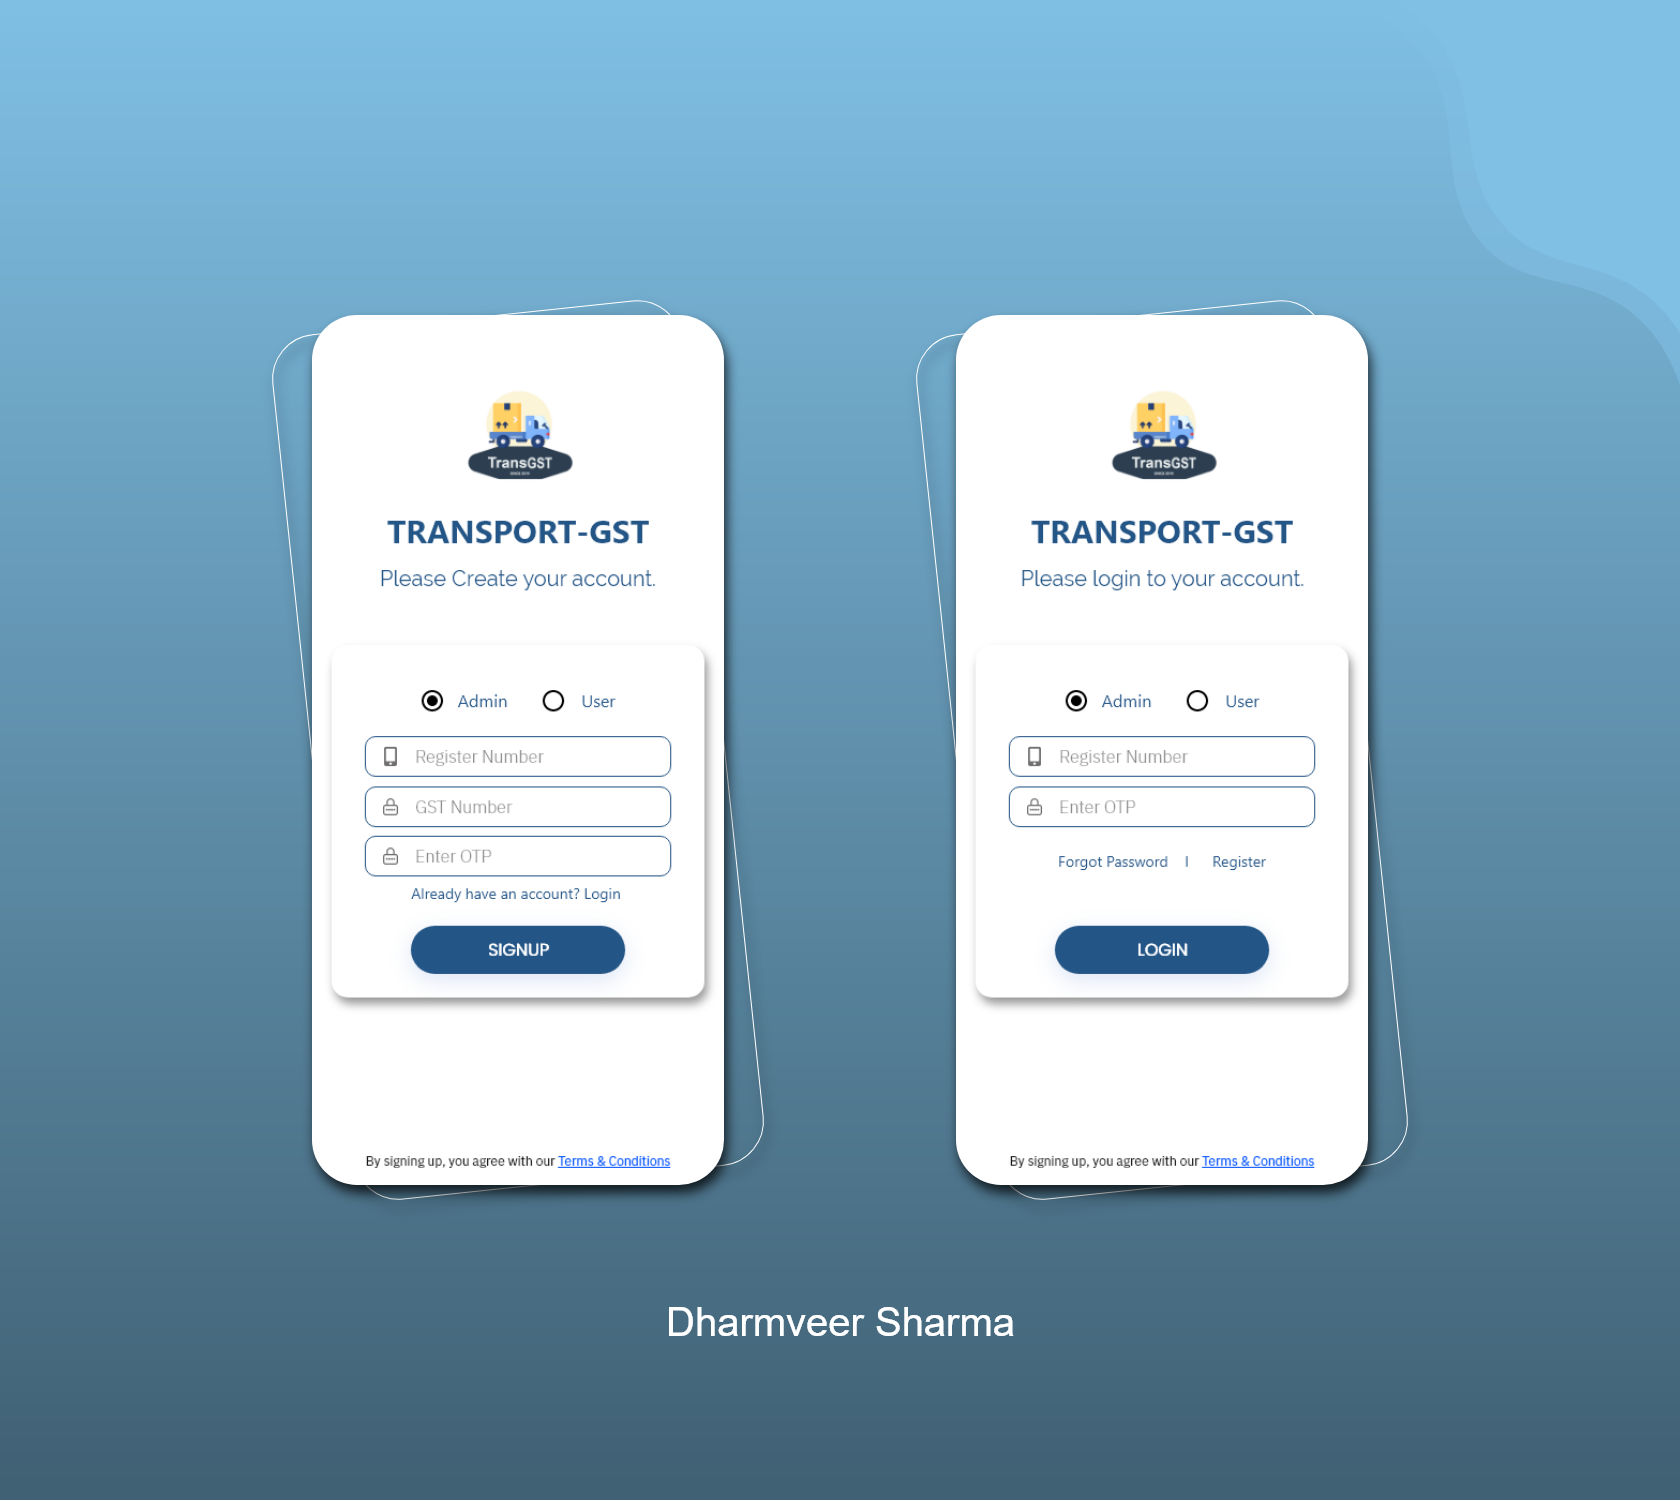 TransGST
TRANSPORT-GST
Please Create your account.
Admin
User
Register Number
GST Number
Enter OTP
Already have an account? Login
SIGNUP
By signing up, you agree with our Terms & Conditions
TransGST
TRANSPORT-GST
Please login to your account.
Admin
User
Register Number
Enter OTP
Forgot Password | Register
LOGIN
By signing up, you agree with our Terms & Conditions
Dharmveer Sharma